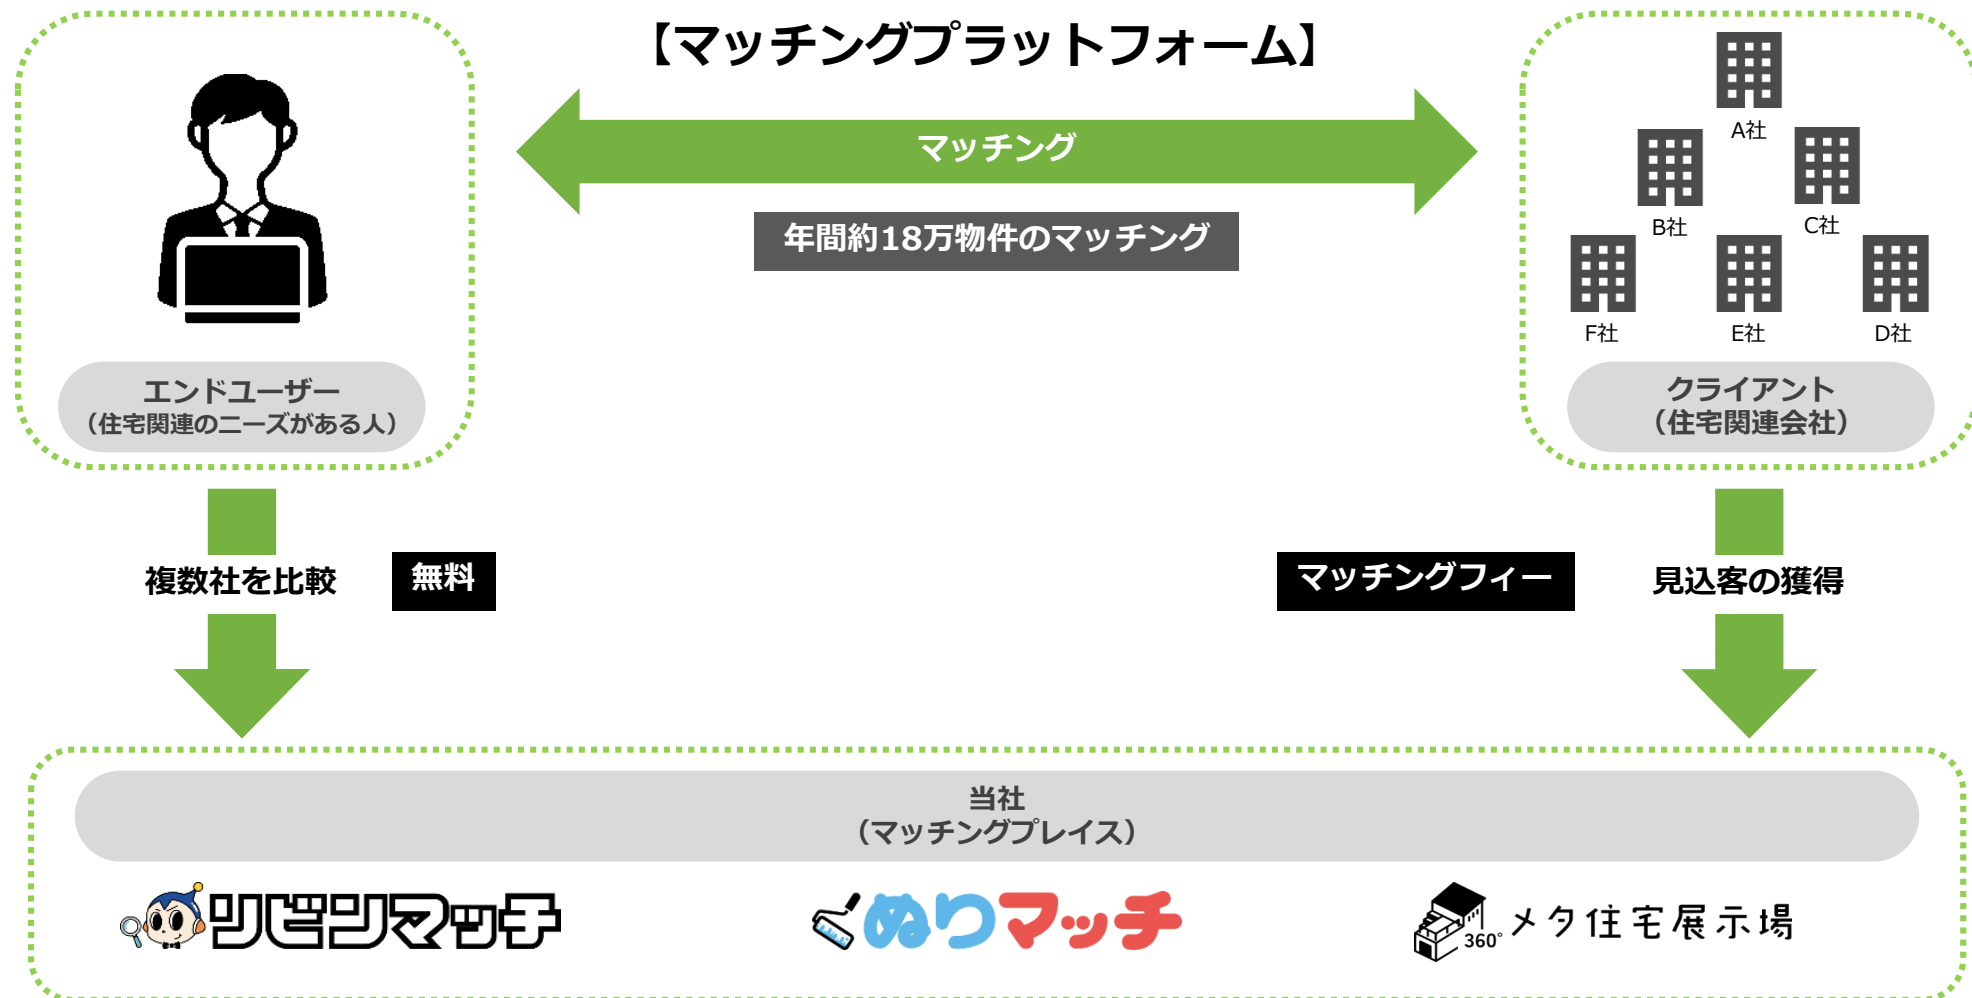 【マッチングプラットフォーム】
マッチング
年間約18万物件のマッチング
A社
B社
C社
F社
E社
D社
エンドユーザー
（住宅関連のニーズがある人）
クライアント
（住宅関連会社）
複数社を比較
無料
マッチングフィー
見込客の獲得
当社
（マッチングプレイス）
リビンマッチ
ぬりマッチ
360°
メタ住宅展示場